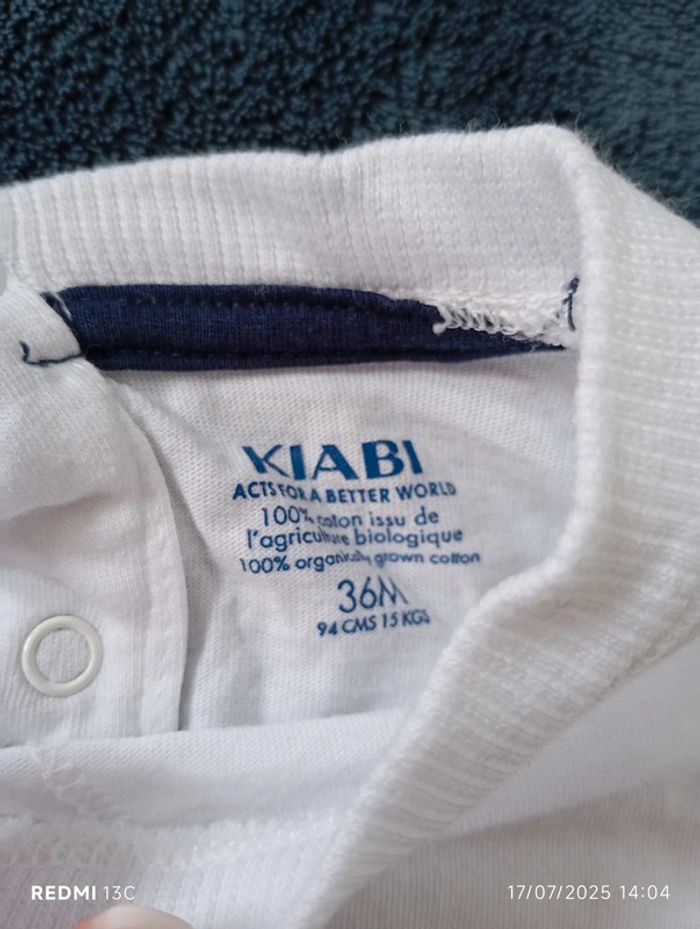 KIABI
ACTS FOR A BETTER WORLD
100% coton issu de
l'agriculture biologique
100% organically grown cotton
36M
94 CMS 15 KGS
REDMI 13C
17/07/2025 14:04